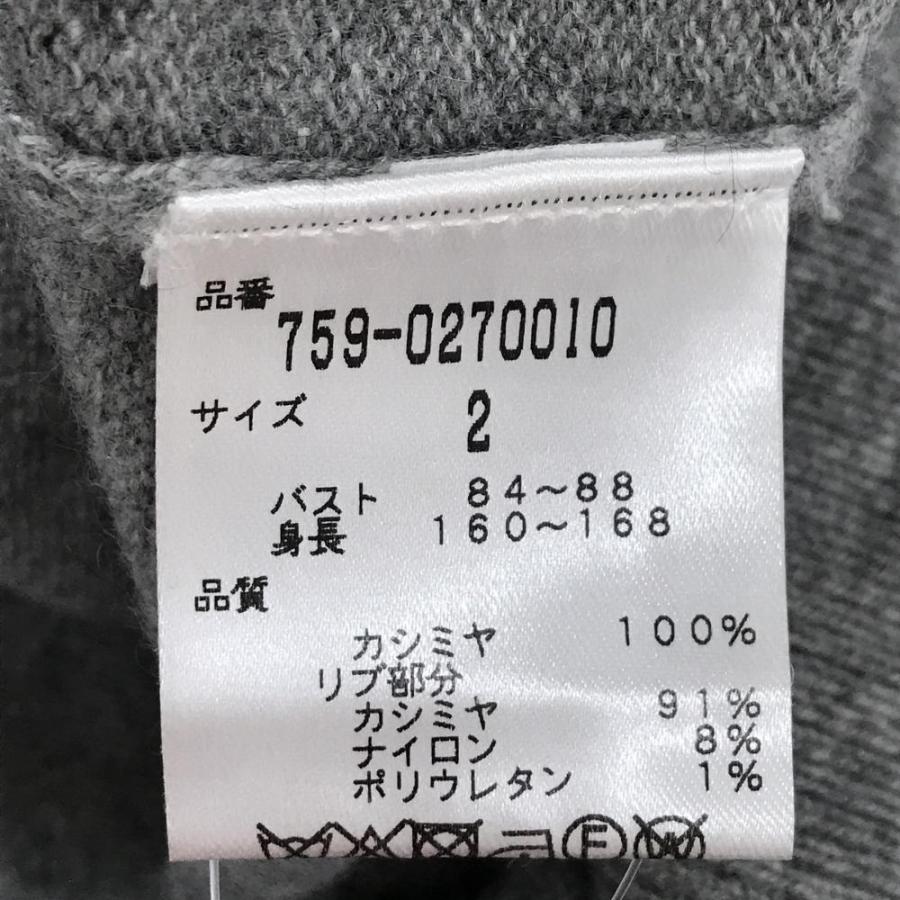 品番
759-0270010
サイズ 2
バスト 84～88
身長 160～168
品質
カシミヤ 100%
リブ部分
カシミヤ 91%
ナイロン 8%
ポリウレタン 1%
F W